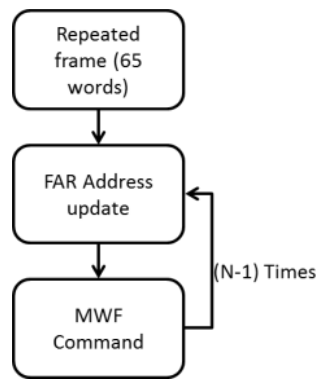 Repeated
frame (65
words)
FAR Address
update
(N-1) Times
MWF
Command